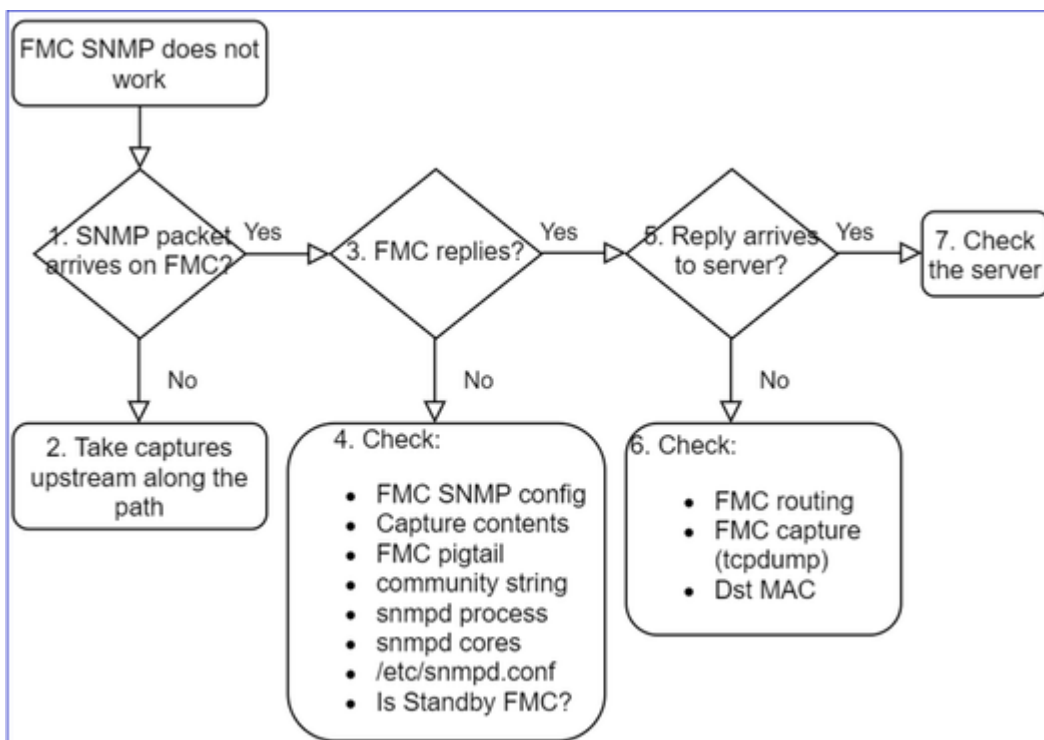 FMC SNMP does not
work
1. SNMP packet
arrives on FMC?
Yes
3. FMC replies?
Yes
5. Reply arrives
to server?
Yes
7. Check
the server
No
No
No
2. Take captures
upstream along the
path
4. Check:
• FMC SNMP config
• Capture contents
• FMC pigtail
• community string
• snmpd process
• snmpd cores
• /etc/snmpd.conf
• Is Standby FMC?
6. Check:
• FMC routing
• FMC capture
(tcpdump)
• Dst MAC